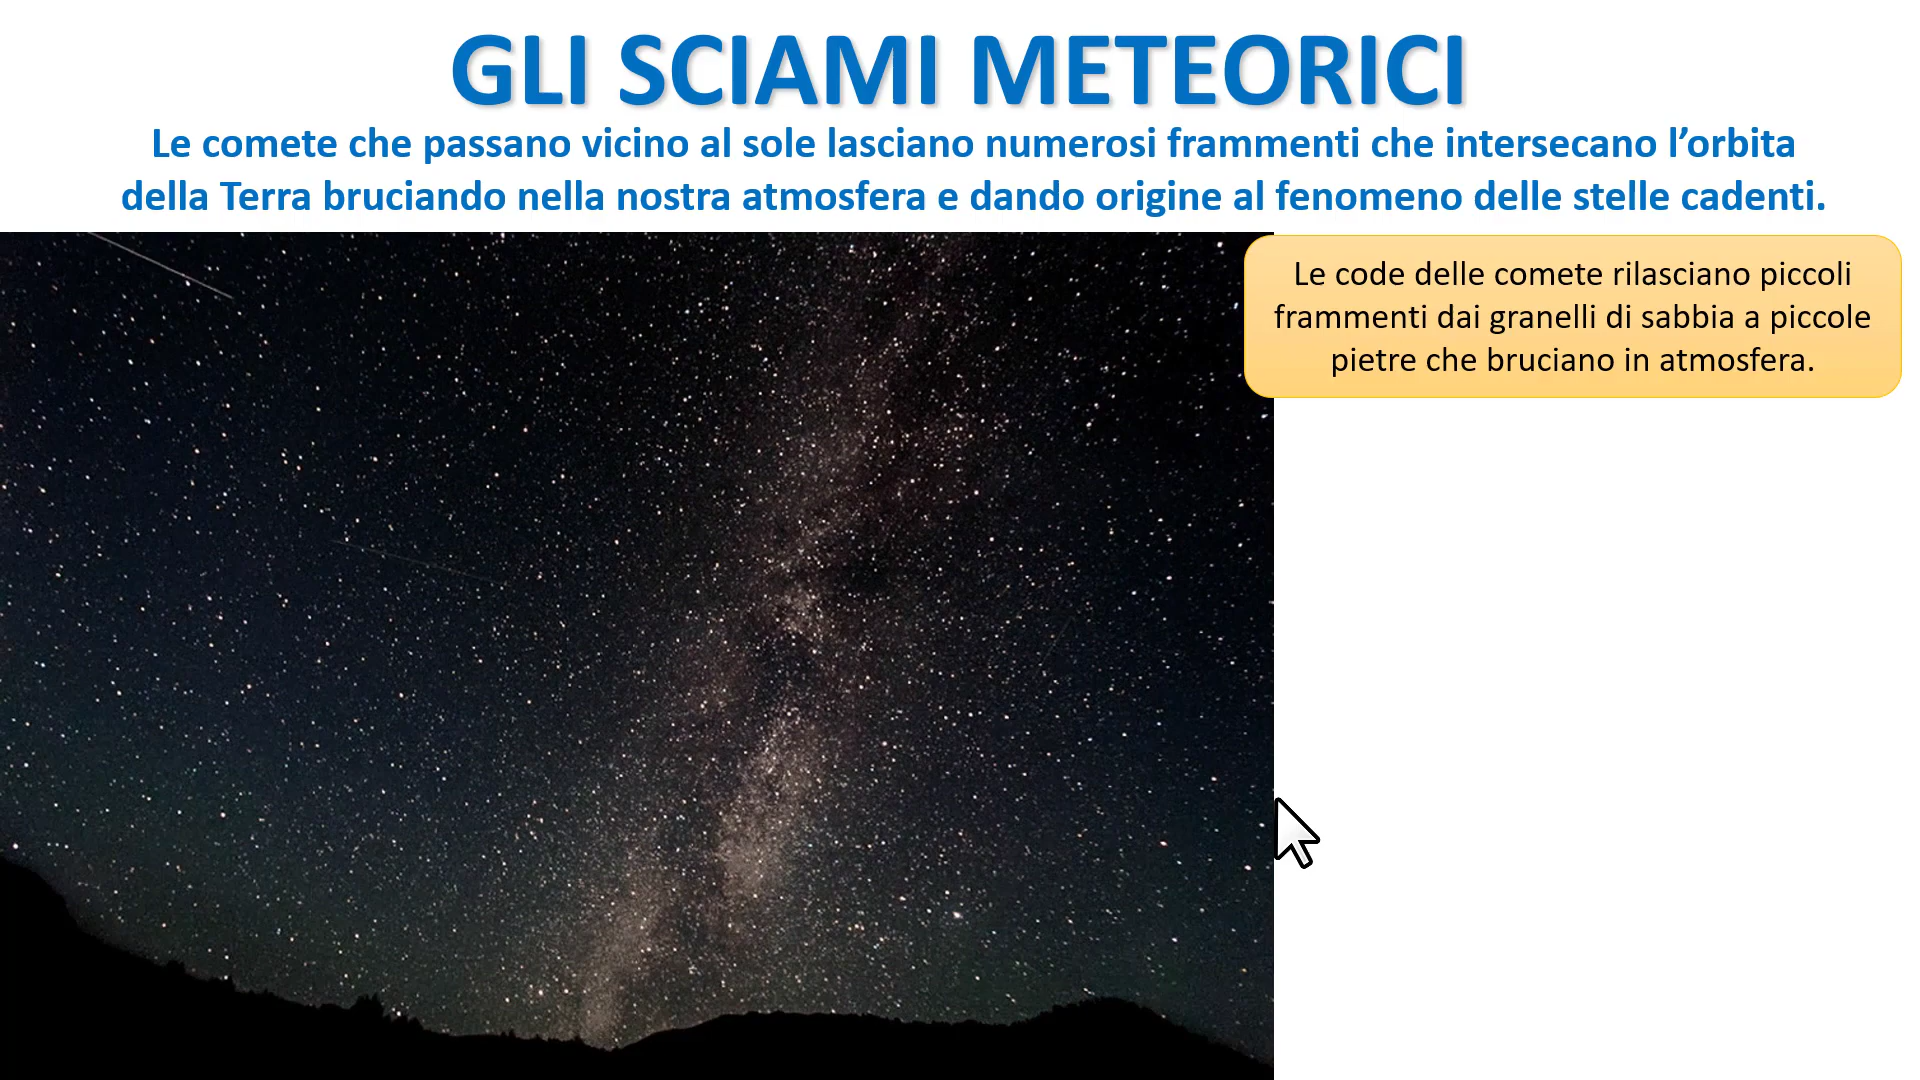 GLI SCIAMI METEORICI
Le comete che passano vicino al sole lasciano numerosi frammenti che intersecano l’orbita
della Terra bruciando nella nostra atmosfera e dando origine al fenomeno delle stelle cadenti.
Le code delle comete rilasciano piccoli
frammenti dai granelli di sabbia a piccole
pietre che bruciano in atmosfera.